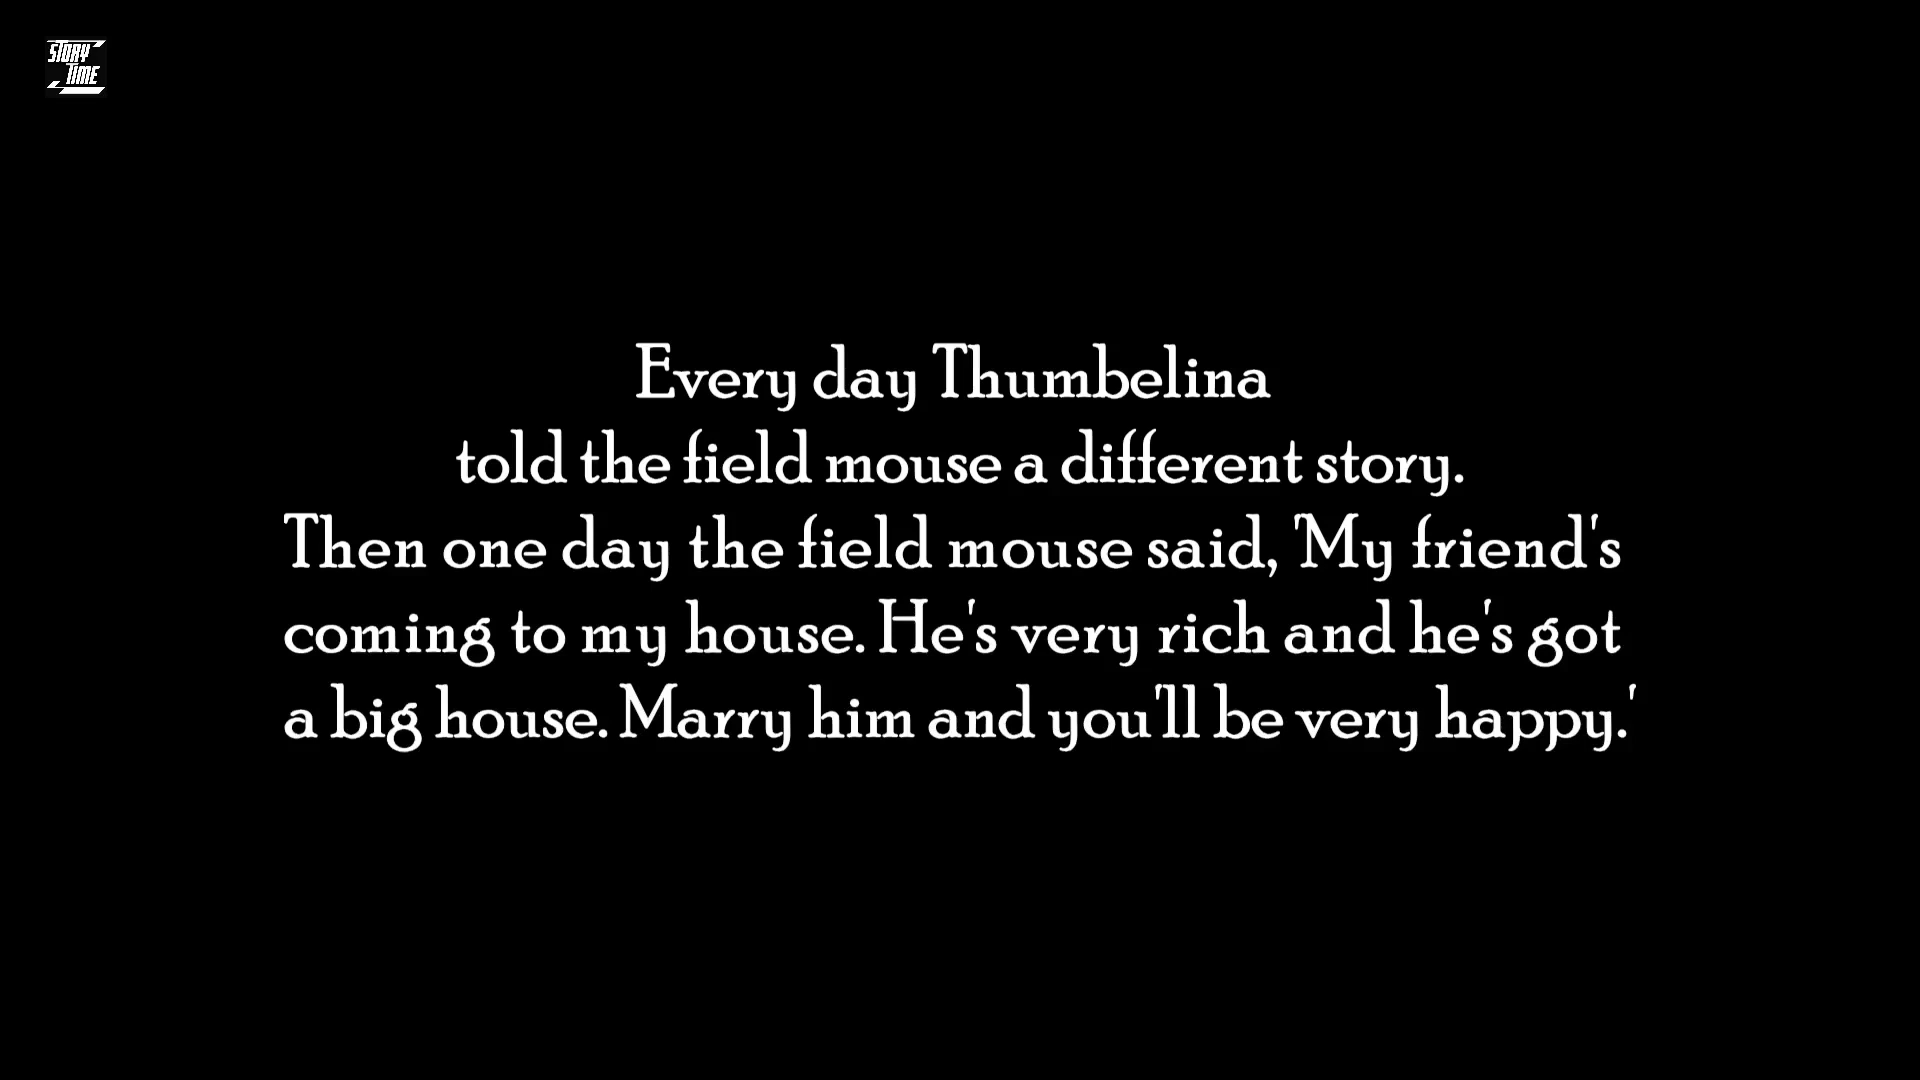 STORY
TIME
Every day Thumbelina
told the field mouse a different story.
Then one day the field mouse said, 'My friend's
coming to my house. He's very rich and he's got
a big house. Marry him and you'll be very happy.'